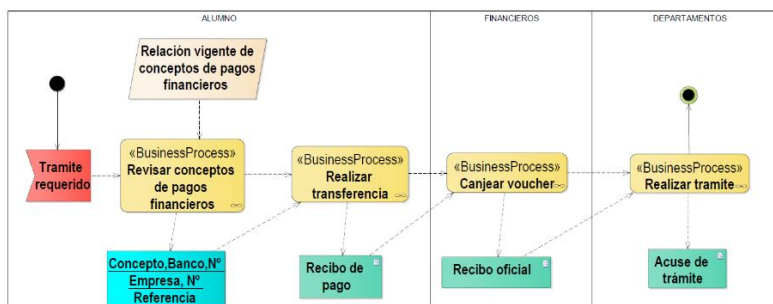 ALUMNO
FINANCIEROS
DEPARTAMENTOS
Relación vigente de
conceptos de pagos
financieros
Tramite
requerido
«BusinessProcess»
Revisar conceptos
de pagos
financieros
«BusinessProcess»
Realizar
transferencia
«BusinessProcess»
Canjear voucher
«BusinessProcess»
Realizar tramite
Concepto,Banco,Nº
Empresa, Nº
Referencia
Recibo de
pago
Recibo oficial
Acuse de
trámite